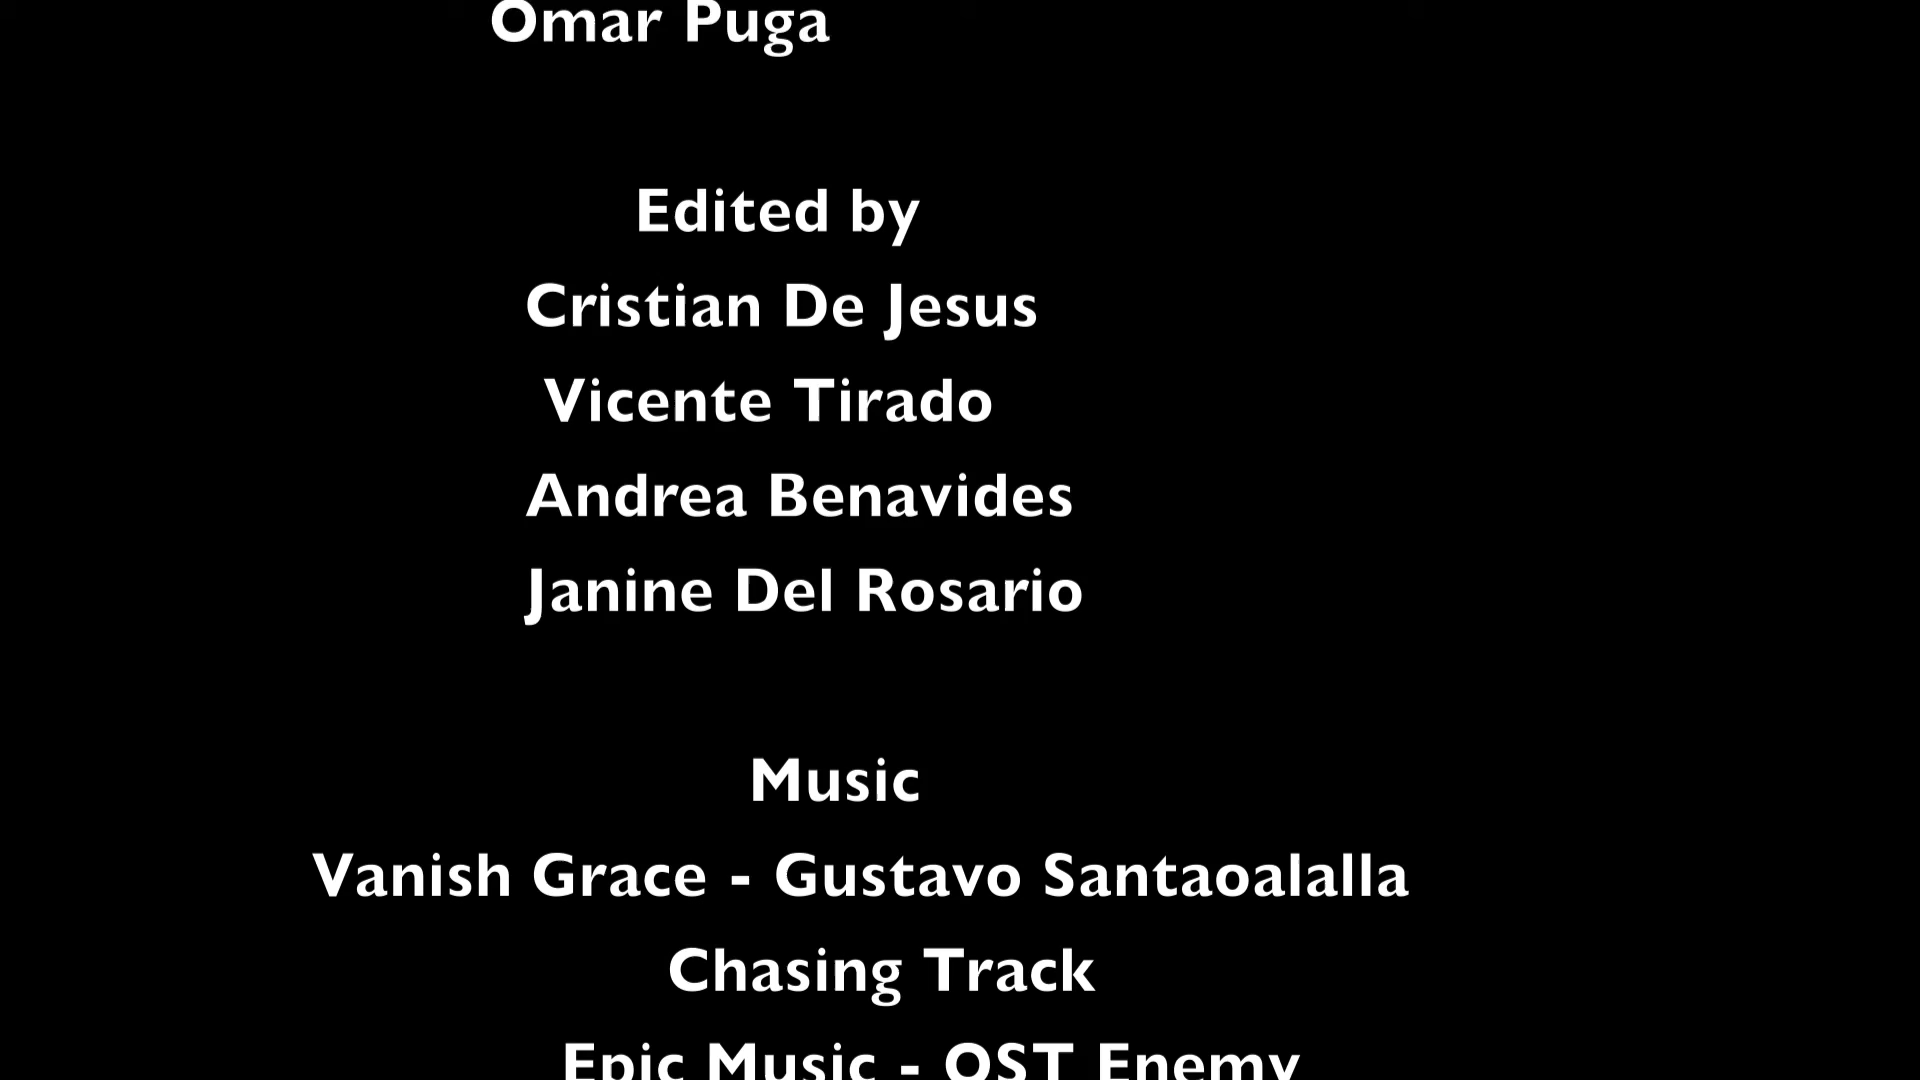 Omar Puga
Edited by
Cristian De Jesus
Vicente Tirado
Andrea Benavides
Janine Del Rosario
Music
Vanish Grace - Gustavo Santaoalalla
Chasing Track
Epic Music - OST Enemy